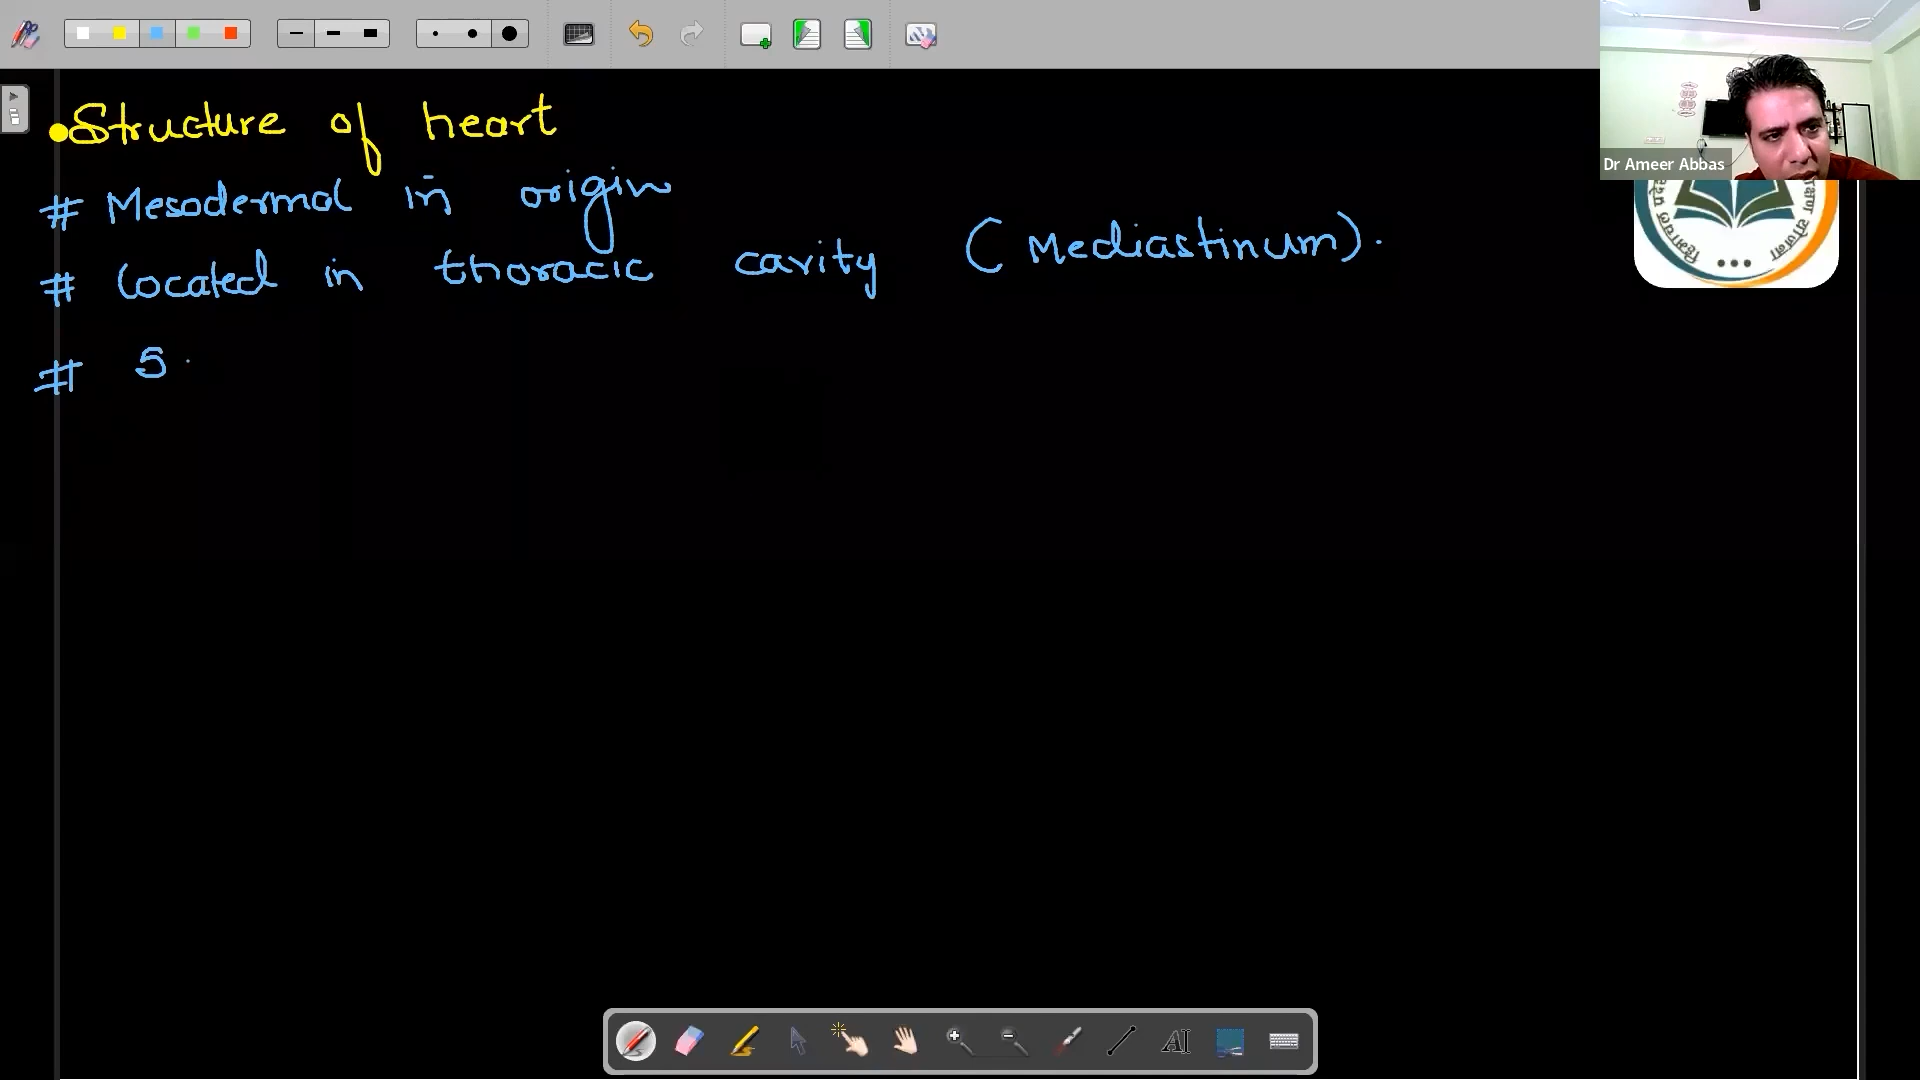 Dr Ameer Abbas
• Structure of heart
# Mesodermal in origin
# Located in thoracic cavity (Mediastinum).
# 5